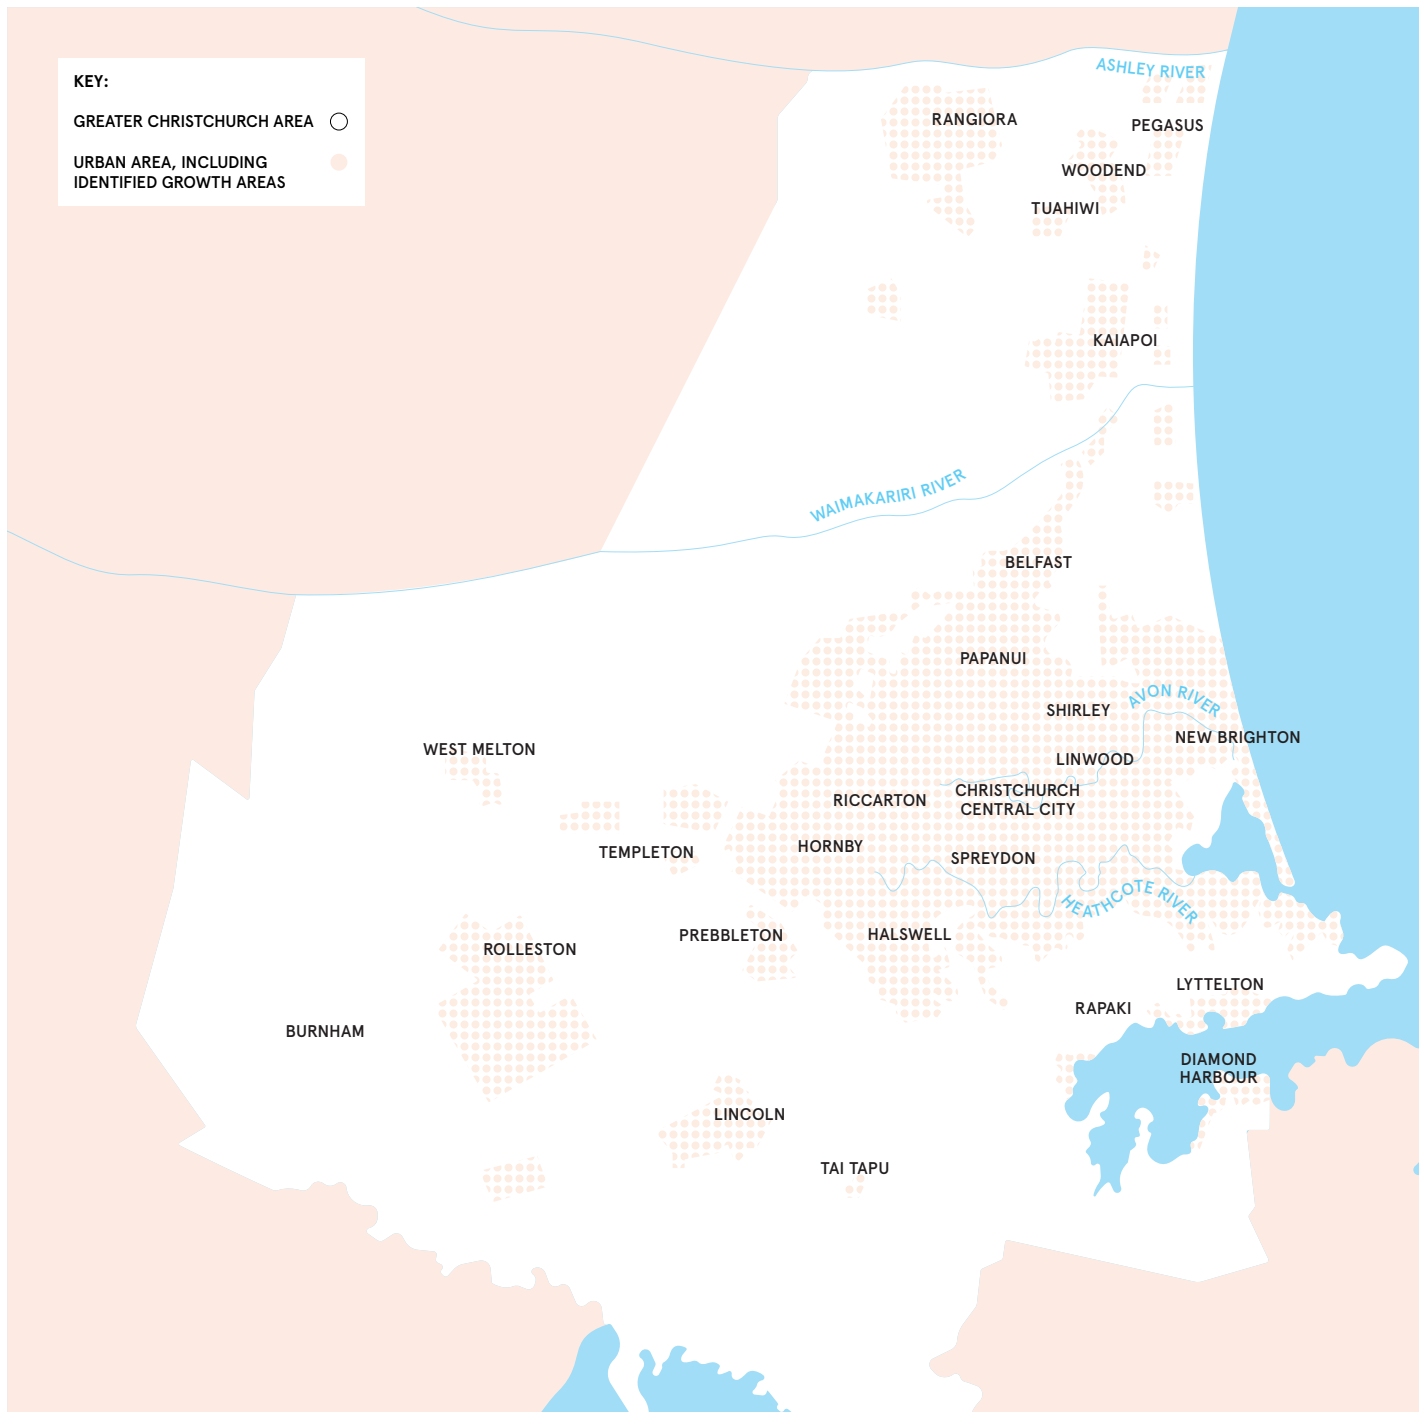 KEY:
GREATER CHRISTCHURCH AREA
URBAN AREA, INCLUDING
IDENTIFIED GROWTH AREAS
ASHLEY RIVER
RANGIORA
PEGASUS
WOODEND
TUAHIWI
KAIAPOI
WAIMAKARIRI RIVER
BELFAST
PAPANUI
AVON RIVER
SHIRLEY
NEW BRIGHTON
WEST MELTON
LINWOOD
CHRISTCHURCH
CENTRAL CITY
RICCARTON
HORNBY
TEMPLETON
SPREYDON
HEATHCOTE RIVER
HALSWELL
PREBBLETON
ROLLESTON
LYTTELTON
RAPAKI
BURNHAM
DIAMOND
HARBOUR
LINCOLN
TAI TAPU